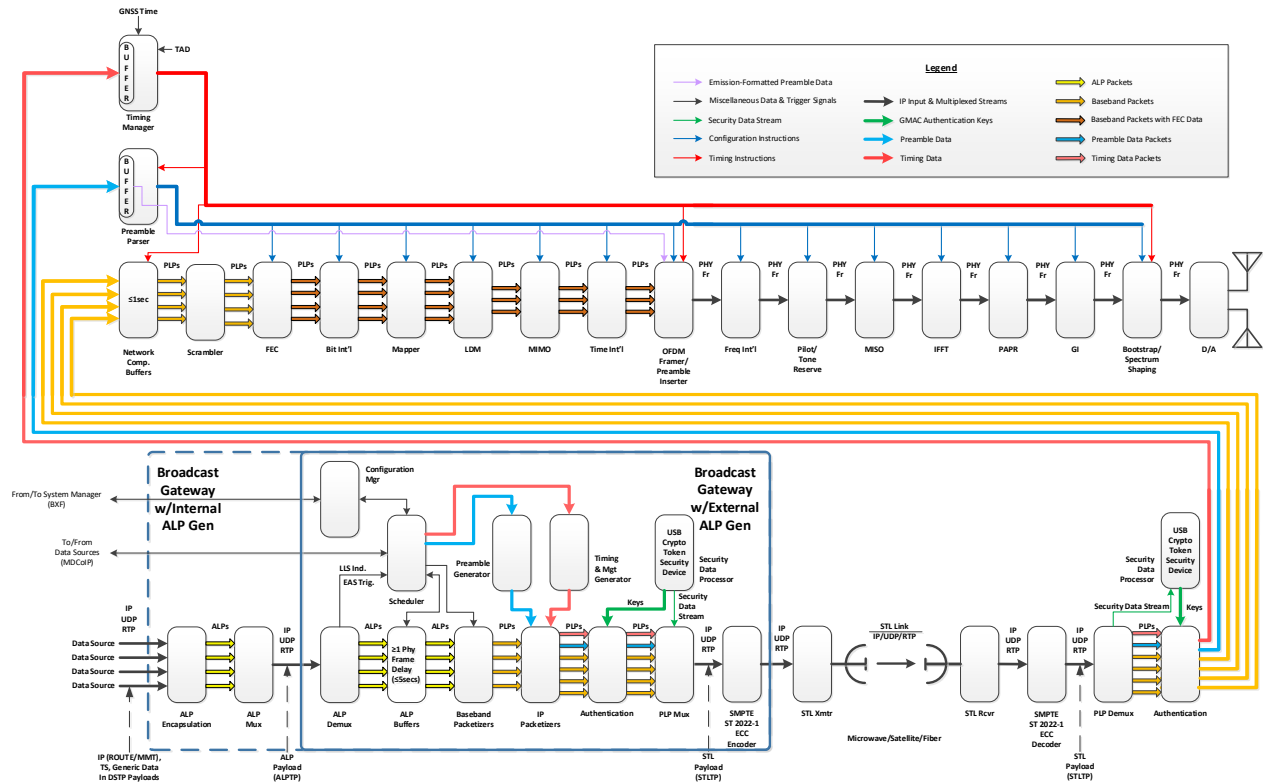 GNSS Time
TAD
B
U
F
F
E
R
Timing
Manager
B
U
F
F
E
R
Preamble
Parser
Legend
Emission-Formatted Preamble Data
Miscellaneous Data & Trigger Signals
Security Data Stream
Configuration Instructions
Timing Instructions
IP Input & Multiplexed Streams
GMAC Authentication Keys
Preamble Data
Timing Data
ALP Packets
Baseband Packets
Baseband Packets with FEC Data
Preamble Data Packets
Timing Data Packets
PLPs
PLPs
PLPs
PLPs
PLPs
PLPs
PLPs
PLPs
PHY
Fr
PHY
Fr
PHY
Fr
PHY
Fr
PHY
Fr
PHY
Fr
PHY
Fr
PHY
Fr
≤1sec
Network
Comp.
Buffers
Scrambler
FEC
Bit Int'l
Mapper
LDM
MIMO
Time Int'l
OFDM
Framer/
Preamble
Inserter
Freq Int'l
Pilot/
Tone
Reserve
MISO
IFFT
PAPR
GI
Bootstrap/
Spectrum
Shaping
D/A
Broadcast
Gateway
w/Internal
ALP Gen
Configuration
Mgr
Broadcast
Gateway
w/External
ALP Gen
From/To System Manager
(BXF)
To/From
Data Sources
(MDCoIP)
LLS Ind.
EAS Trig.
Scheduler
Preamble
Generator
Timing
& Mgt
Generator
USB
Crypto
Token
Security
Device
Security
Data
Processor
Keys
Security
Data
Stream
USB
Crypto
Token
Security
Device
Security
Data
Processor
Security Data Stream
Keys
IP
UDP
RTP
Data Source
Data Source
Data Source
Data Source
ALPs
IP
UDP
RTP
ALPs
≥1 Phy
Frame
Delay
(≤5secs)
ALPs
PLPs
PLPs
PLPs
IP
UDP
RTP
IP
UDP
RTP
STL Link
IP/UDP/RTP
IP
UDP
RTP
IP
UDP
RTP
PLPs
ALP
Encapsulation
ALP
Mux
ALP
Demux
ALP
Buffers
Baseband
Packetizers
IP
Packetizers
Authentication
PLP Mux
SMPTE
ST 2022-1
ECC
Encoder
STL Xmtr
Microwave/Satellite/Fiber
STL Rcvr
SMPTE
ST 2022-1
ECC
Decoder
PLP Demux
Authentication
IP (ROUTE/MMT),
TS, Generic Data
In DSTP Payloads
ALP
Payload
(ALPTP)
STL
Payload
(STLTP)
STL
Payload
(STLTP)